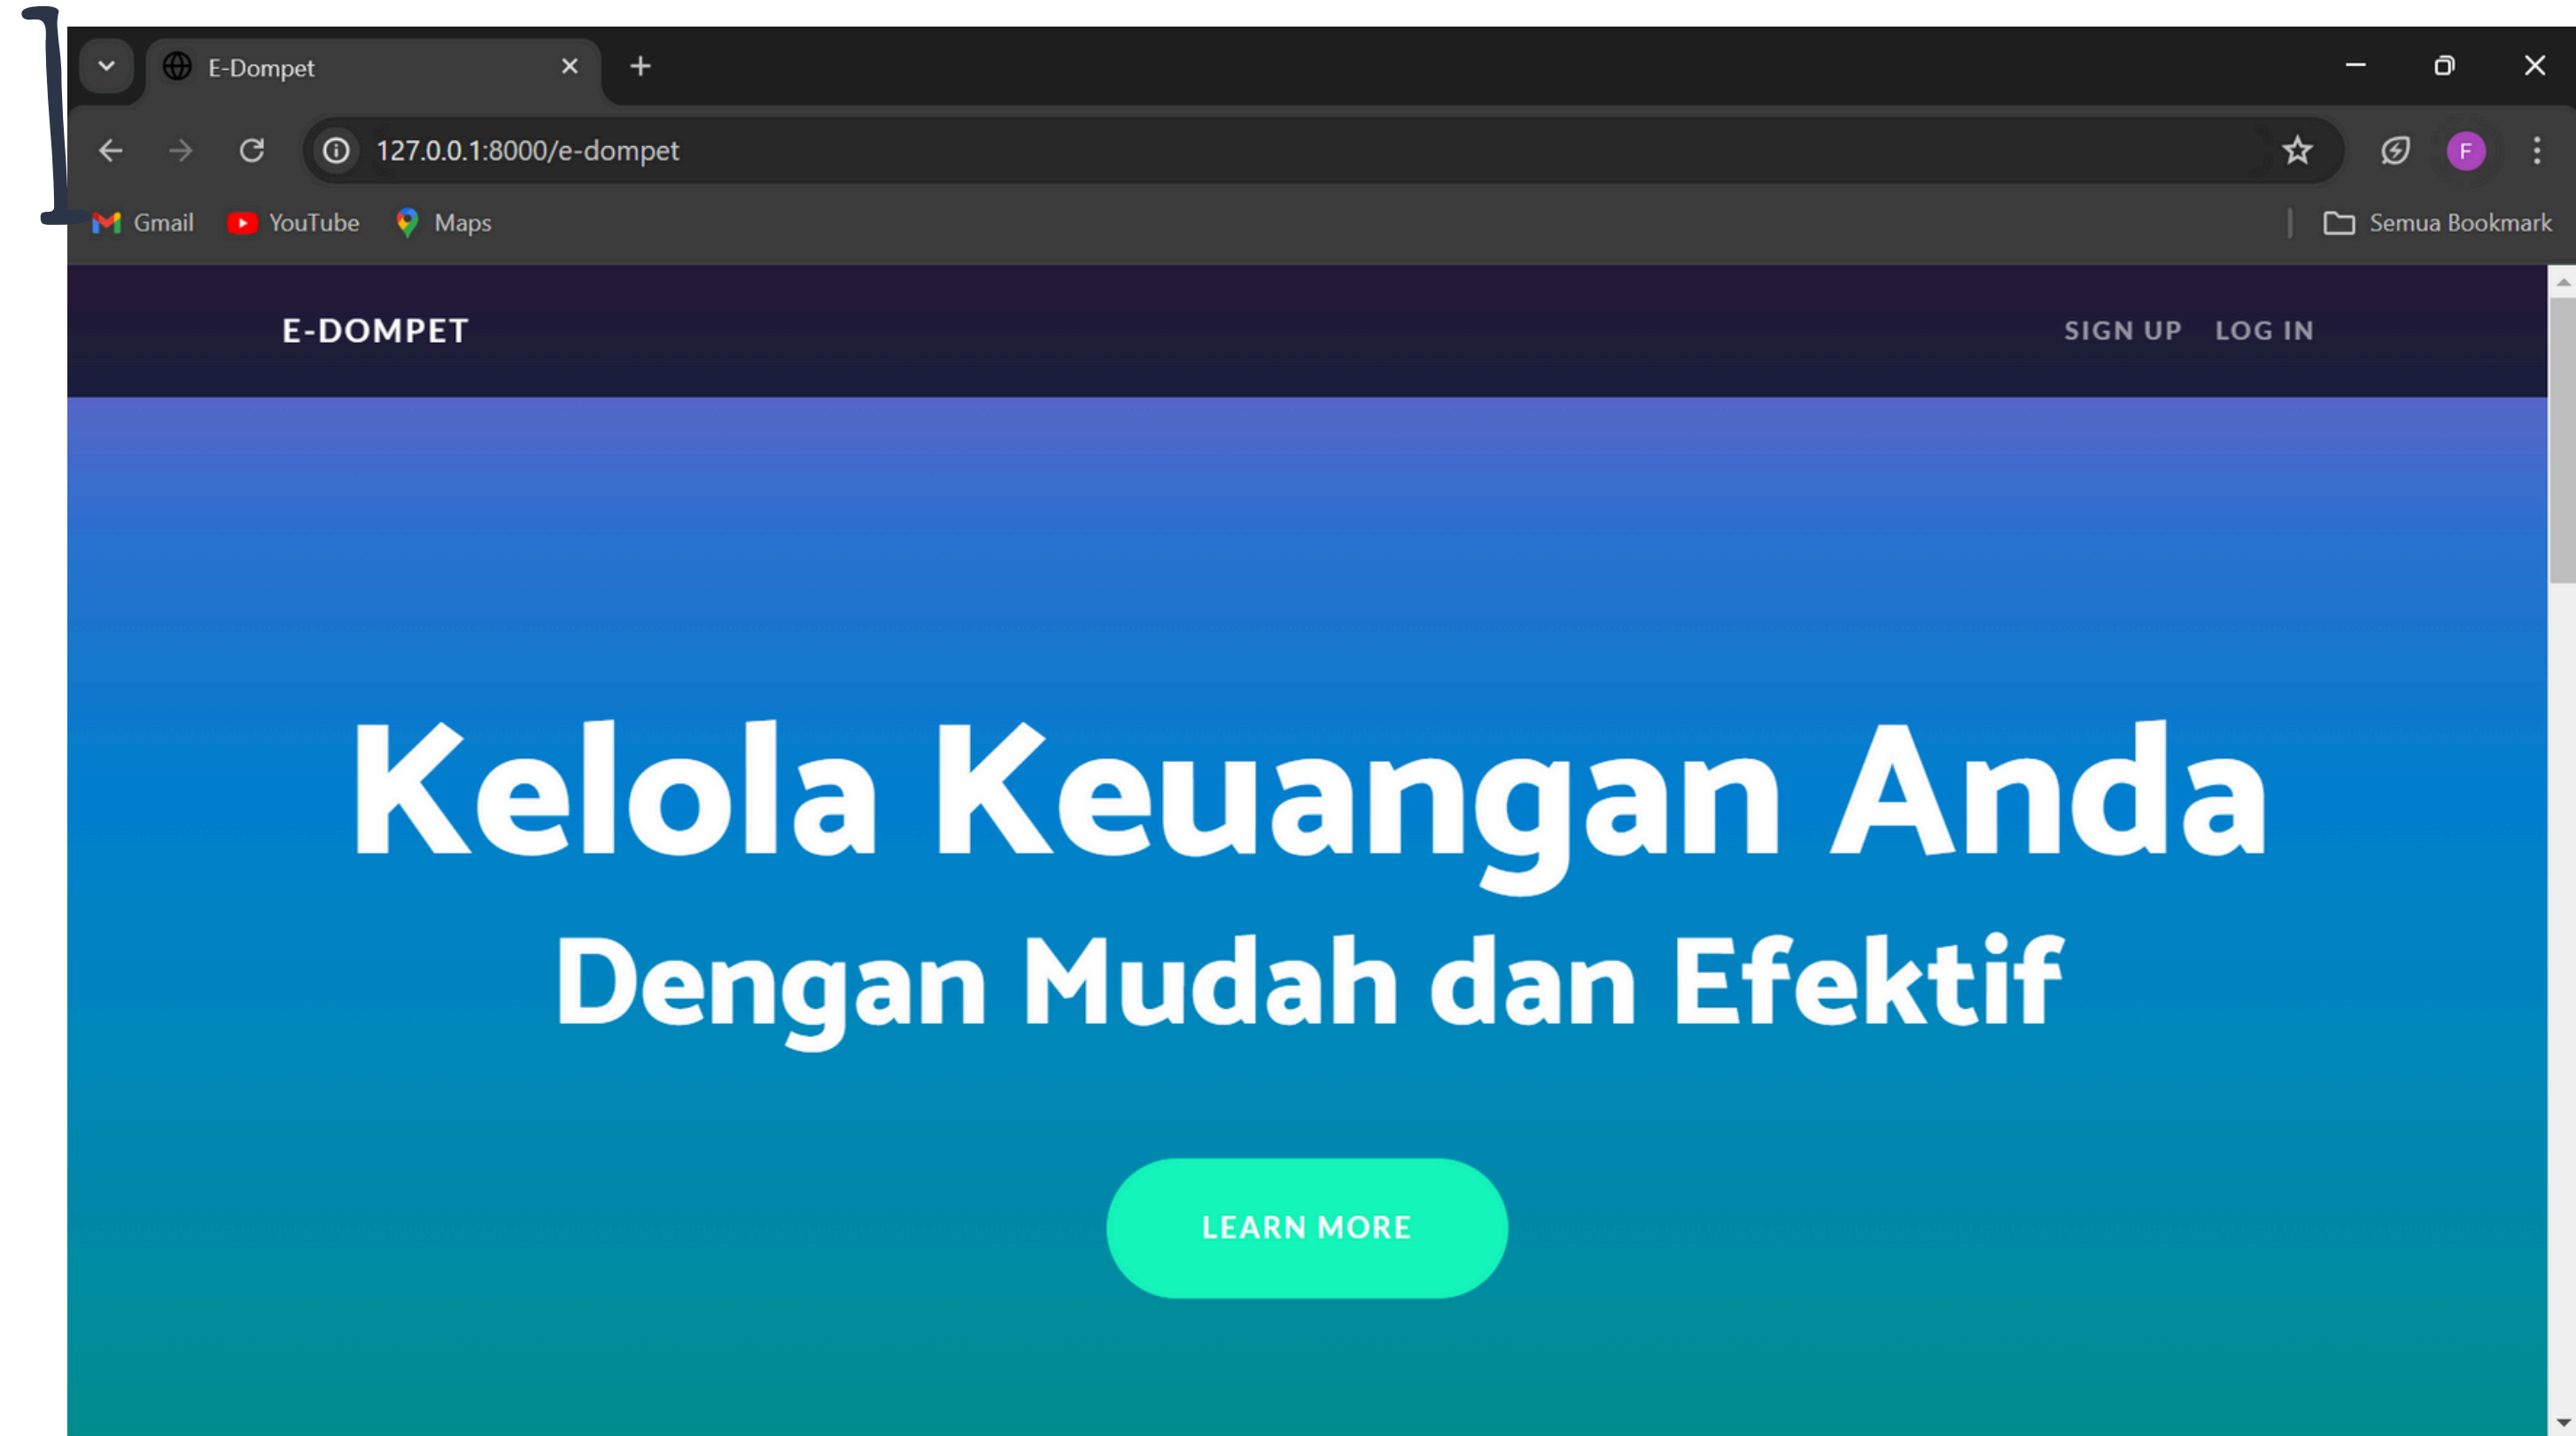 1
E-Dompet
127.0.0.1:8000/e-dompet
F
Gmail YouTube Maps Semua Bookmark
E-DOMPET SIGN UP LOG IN
Kelola Keuangan Anda
Dengan Mudah dan Efektif
LEARN MORE